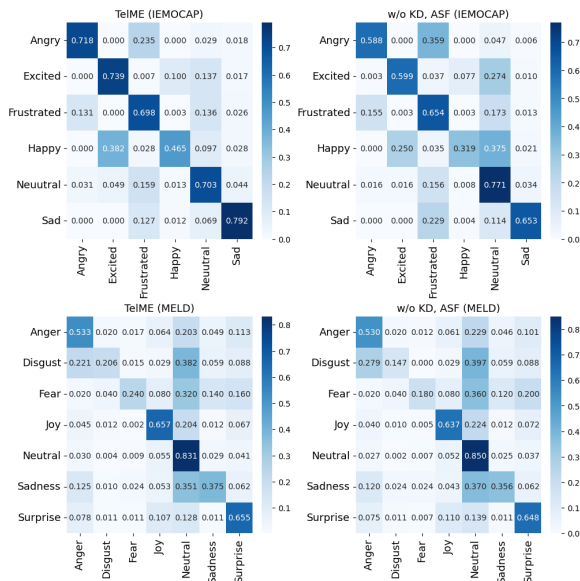 TelME (IEMOCAP)
Angry 0.718 0.000 0.235 0.000 0.029 0.018
Excited 0.000 0.739 0.007 0.100 0.137 0.017
Frustrated 0.131 0.000 0.698 0.003 0.136 0.026
Happy 0.000 0.382 0.028 0.465 0.097 0.028
Neuutral 0.031 0.049 0.159 0.013 0.703 0.044
Sad 0.000 0.000 0.127 0.012 0.069 0.792
Angry Excited Frustrated Happy Neuutral Sad
0.7
0.6
0.5
0.4
0.3
0.2
0.1
0.0
w/o KD, ASF (IEMOCAP)
Angry 0.588 0.000 0.359 0.000 0.047 0.006
Excited 0.003 0.599 0.037 0.077 0.274 0.010
Frustrated 0.155 0.003 0.654 0.003 0.173 0.013
Happy 0.000 0.250 0.035 0.319 0.375 0.021
Neuutral 0.016 0.016 0.156 0.008 0.771 0.034
Sad 0.000 0.000 0.229 0.004 0.114 0.653
Angry Excited Frustrated Happy Neuutral Sad
0.7
0.6
0.5
0.4
0.3
0.2
0.1
0.0
TelME (MELD)
Anger 0.533 0.020 0.017 0.064 0.203 0.049 0.113
Disgust 0.221 0.206 0.015 0.029 0.382 0.059 0.088
Fear 0.020 0.040 0.240 0.080 0.320 0.140 0.160
Joy 0.045 0.012 0.002 0.657 0.204 0.012 0.067
Neutral 0.030 0.004 0.009 0.055 0.831 0.029 0.041
Sadness 0.125 0.010 0.024 0.053 0.351 0.375 0.062
Surprise 0.078 0.011 0.011 0.107 0.128 0.011 0.655
Anger Disgust Fear Joy Neutral Sadness Surprise
0.8
0.7
0.6
0.5
0.4
0.3
0.2
0.1
w/o KD, ASF (MELD)
Anger 0.530 0.020 0.012 0.061 0.229 0.046 0.101
Disgust 0.279 0.147 0.000 0.029 0.397 0.059 0.088
Fear 0.020 0.040 0.180 0.080 0.360 0.120 0.200
Joy 0.040 0.010 0.005 0.637 0.224 0.012 0.072
Neutral 0.027 0.002 0.007 0.052 0.850 0.025 0.037
Sadness 0.120 0.010 0.024 0.058 0.370 0.356 0.062
Surprise 0.075 0.011 0.007 0.110 0.139 0.011 0.648
Anger Disgust Fear Joy Neutral Sadness Surprise
0.8
0.7
0.6
0.5
0.4
0.3
0.2
0.1
0.0